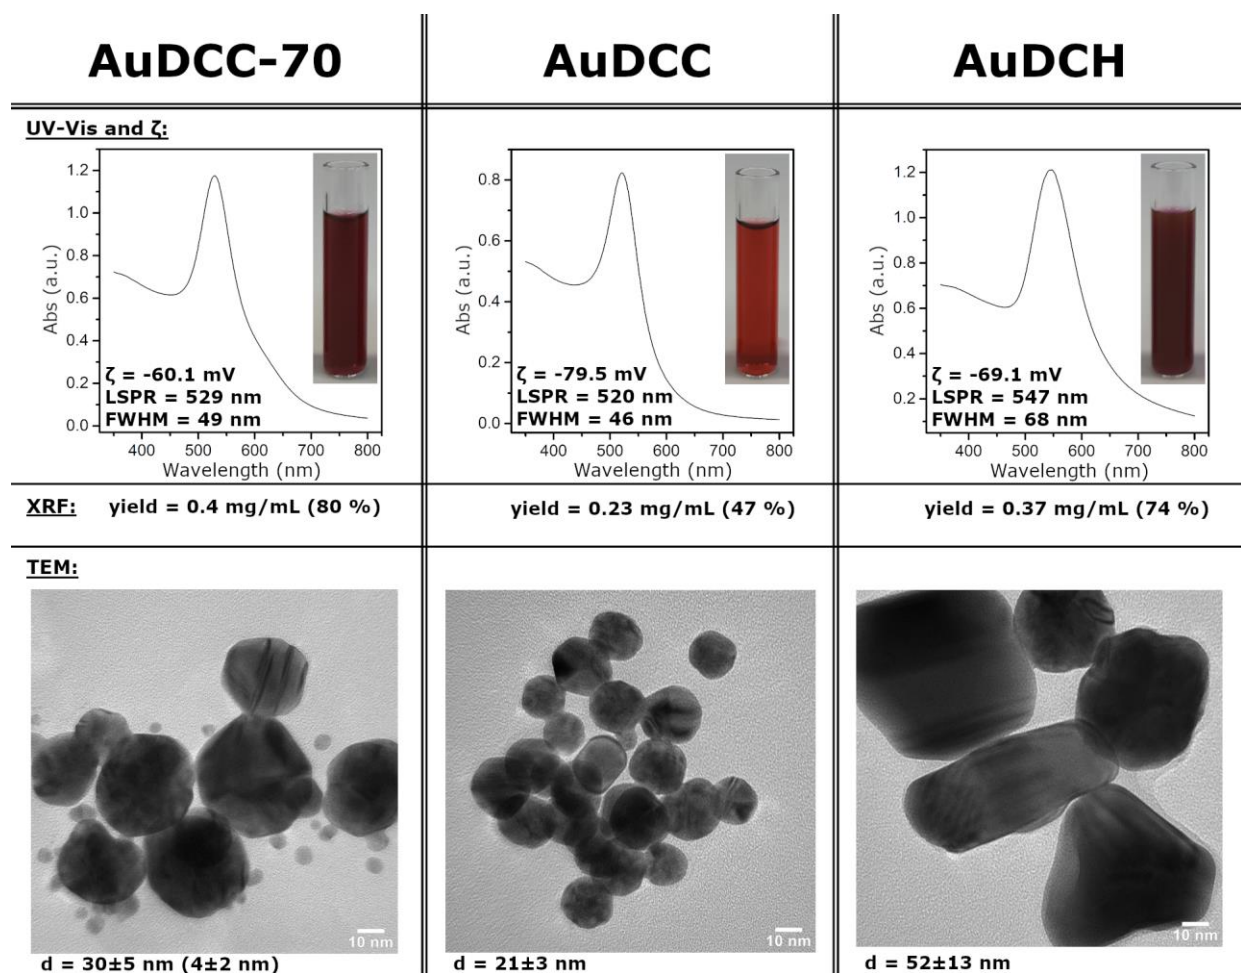 AuDCC-70
AuDCC
AuDCH
UV-Vis and ζ:
Abs (a.u.)
1.2
1.0
0.8
0.6
0.4
0.2
0.0
ζ = -60.1 mV
LSPR = 529 nm
FWHM = 49 nm
400 500 600 700 800
Wavelength (nm)
Abs (a.u.)
0.8
0.6
0.4
0.2
0.0
ζ = -79.5 mV
LSPR = 520 nm
FWHM = 46 nm
400 500 600 700 800
Wavelength (nm)
Abs (a.u.)
1.2
1.0
0.8
0.6
0.4
0.2
ζ = -69.1 mV
LSPR = 547 nm
FWHM = 68 nm
400 500 600 700 800
Wavelength (nm)
XRF: yield = 0.4 mg/mL (80 %)
yield = 0.23 mg/mL (47 %)
yield = 0.37 mg/mL (74 %)
TEM:
10 nm
d = 30±5 nm (4±2 nm)
10 nm
d = 21±3 nm
10 nm
d = 52±13 nm